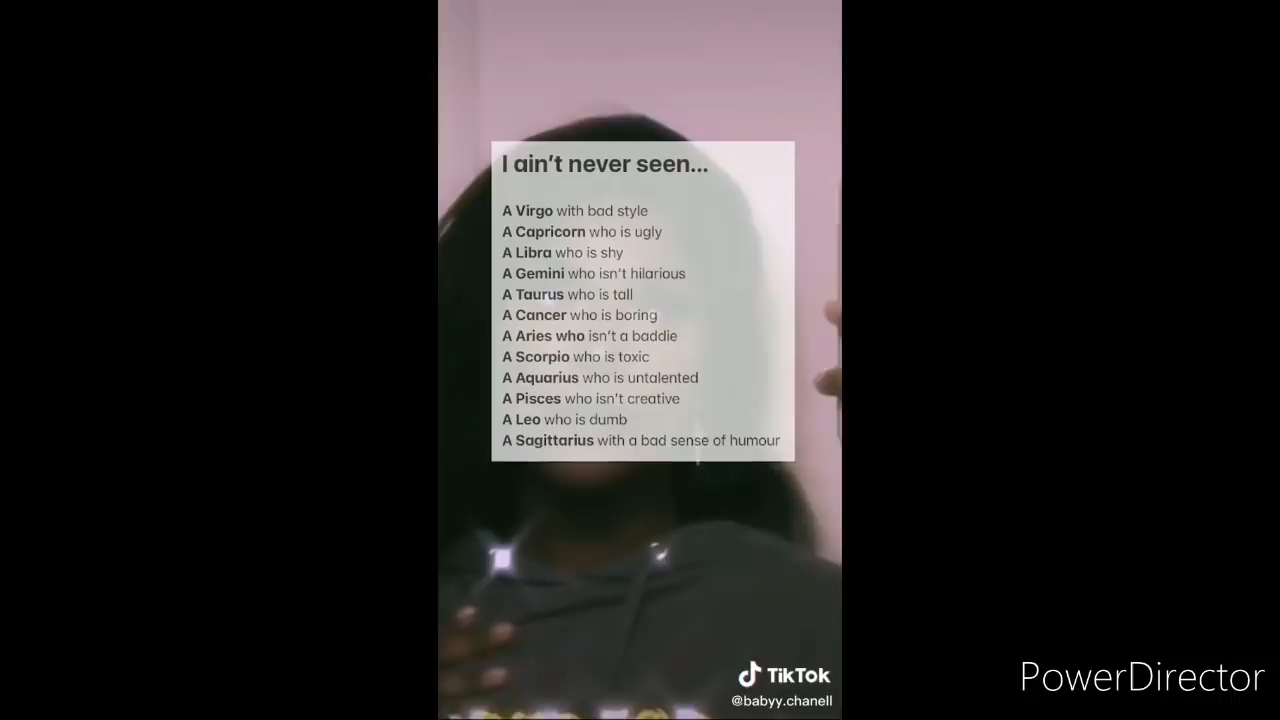 I ain't never seen...
A Virgo with bad style
A Capricorn who is ugly
A Libra who is shy
A Gemini who isn't hilarious
A Taurus who is tall
A Cancer who is boring
A Aries who isn't a baddie
A Scorpio who is toxic
A Aquarius who is untalented
A Pisces who isn't creative
A Leo who is dumb
A Sagittarius with a bad sense of humour
TikTok
@babyy.chanell
PowerDirector